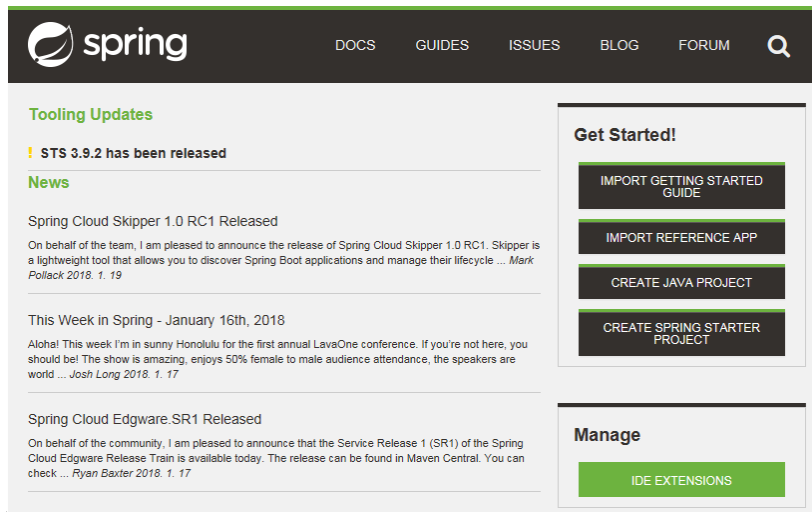 spring
DOCS GUIDES ISSUES BLOG FORUM
Tooling Updates
! STS 3.9.2 has been released
News
Spring Cloud Skipper 1.0 RC1 Released
On behalf of the team, I am pleased to announce the release of Spring Cloud Skipper 1.0 RC1. Skipper is
a lightweight tool that allows you to discover Spring Boot applications and manage their lifecycle ... Mark
Pollack 2018. 1. 19
This Week in Spring - January 16th, 2018
Aloha! This week I'm in sunny Honolulu for the first annual LavaOne conference. If you're not here, you
should be! The show is amazing, enjoys 50% female to male audience attendance, the speakers are
world ... Josh Long 2018. 1. 17
Spring Cloud Edgware.SR1 Released
On behalf of the community, I am pleased to announce that the Service Release 1 (SR1) of the Spring
Cloud Edgware Release Train is available today. The release can be found in Maven Central. You can
check ... Ryan Baxter 2018. 1. 17
Get Started!
IMPORT GETTING STARTED
GUIDE
IMPORT REFERENCE APP
CREATE JAVA PROJECT
CREATE SPRING STARTER
PROJECT
Manage
IDE EXTENSIONS